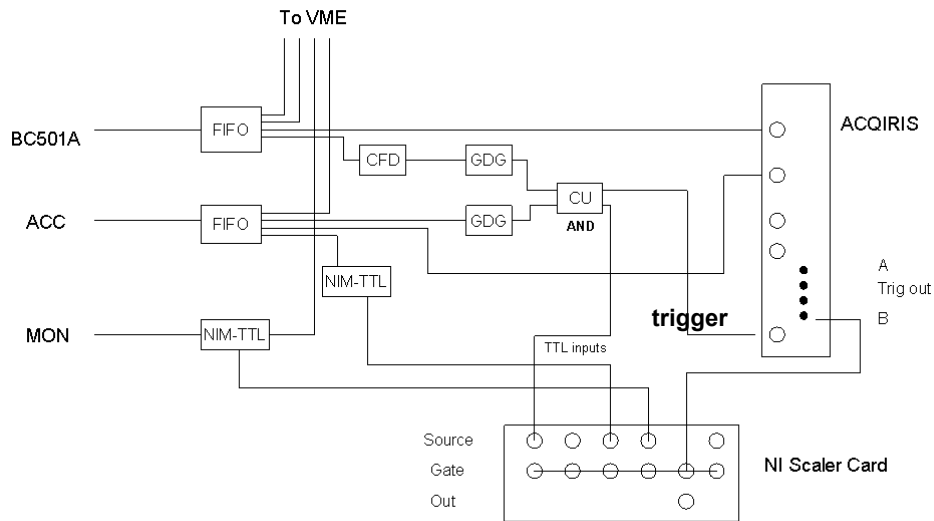 To VME
BC501A
FIFO
ACQIRIS
CFD
GDG
CU
AND
ACC
FIFO
GDG
NIM-TTL
A
Trig out
B
trigger
MON
NIM-TTL
TTL inputs
Source
Gate
Out
NI Scaler Card